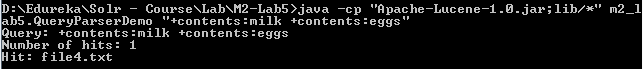 D:\Edureka\Solr - Course\Lab\M2-Lab5>java -cp "Apache-Lucene-1.0.jar;lib/*" m2_l
ab5.QueryParserDemo "+contents:milk +contents:eggs"
Query: +contents:milk +contents:eggs
Number of hits: 1
Hit: file4.txt